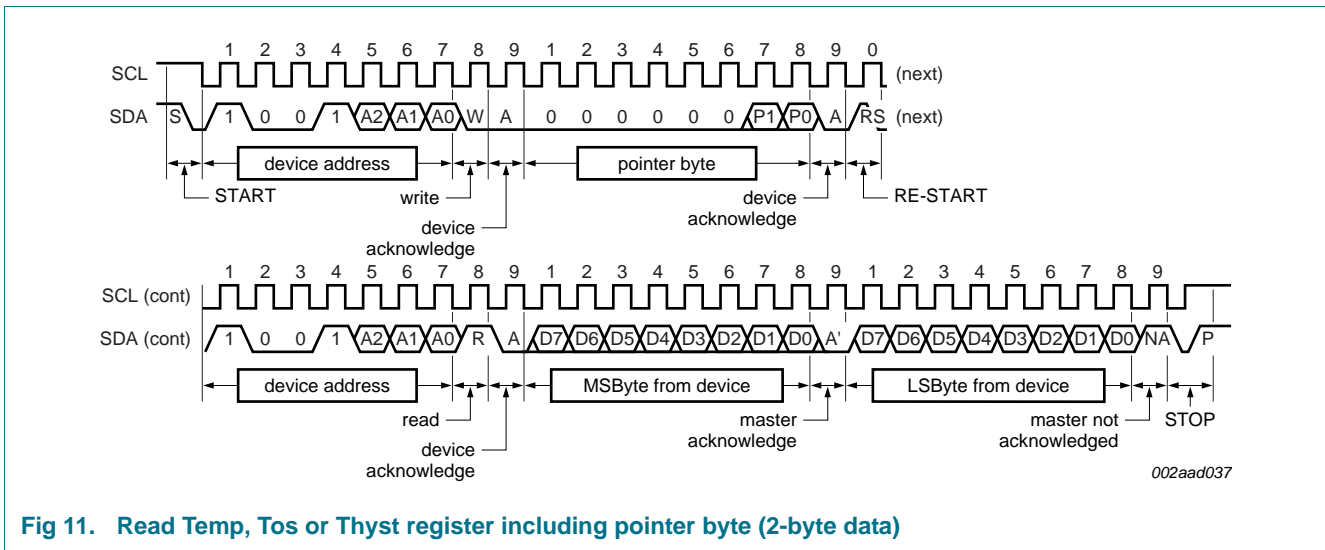 1 2 3 4 5 6 7 8 9 1 2 3 4 5 6 7 8 9 0
SCL (next)
SDA S 1 0 0 1 A2 A1 A0 W A 0 0 0 0 0 0 P1 P0 A RS (next)
device address pointer byte
START write device RE-START
device acknowledge
acknowledge
1 2 3 4 5 6 7 8 9 1 2 3 4 5 6 7 8 9 1 2 3 4 5 6 7 8 9
SCL (cont)
SDA (cont) 1 0 0 1 A2 A1 A0 R A D7 D6 D5 D4 D3 D2 D1 D0 A' D7 D6 D5 D4 D3 D2 D1 D0 NA P
device address MSByte from device LSByte from device
read master master not STOP
device acknowledge acknowledged
acknowledge
002aad037
Fig 11. Read Temp, Tos or Thyst register including pointer byte (2-byte data)